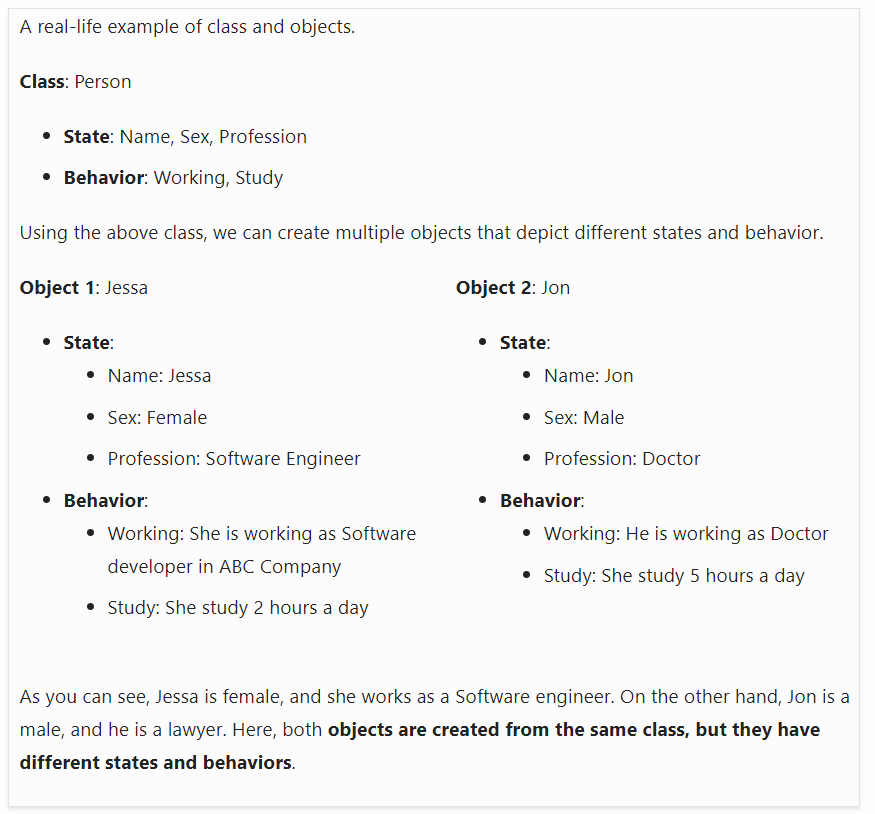 A real-life example of class and objects.
Class: Person
State: Name, Sex, Profession
Behavior: Working, Study
Using the above class, we can create multiple objects that depict different states and behavior.
Object 1: Jessa
State:
Name: Jessa
Sex: Female
Profession: Software Engineer
Behavior:
Working: She is working as Software
developer in ABC Company
Study: She study 2 hours a day
Object 2: Jon
State:
Name: Jon
Sex: Male
Profession: Doctor
Behavior:
Working: He is working as Doctor
Study: She study 5 hours a day
As you can see, Jessa is female, and she works as a Software engineer. On the other hand, Jon is a
male, and he is a lawyer. Here, both objects are created from the same class, but they have
different states and behaviors.